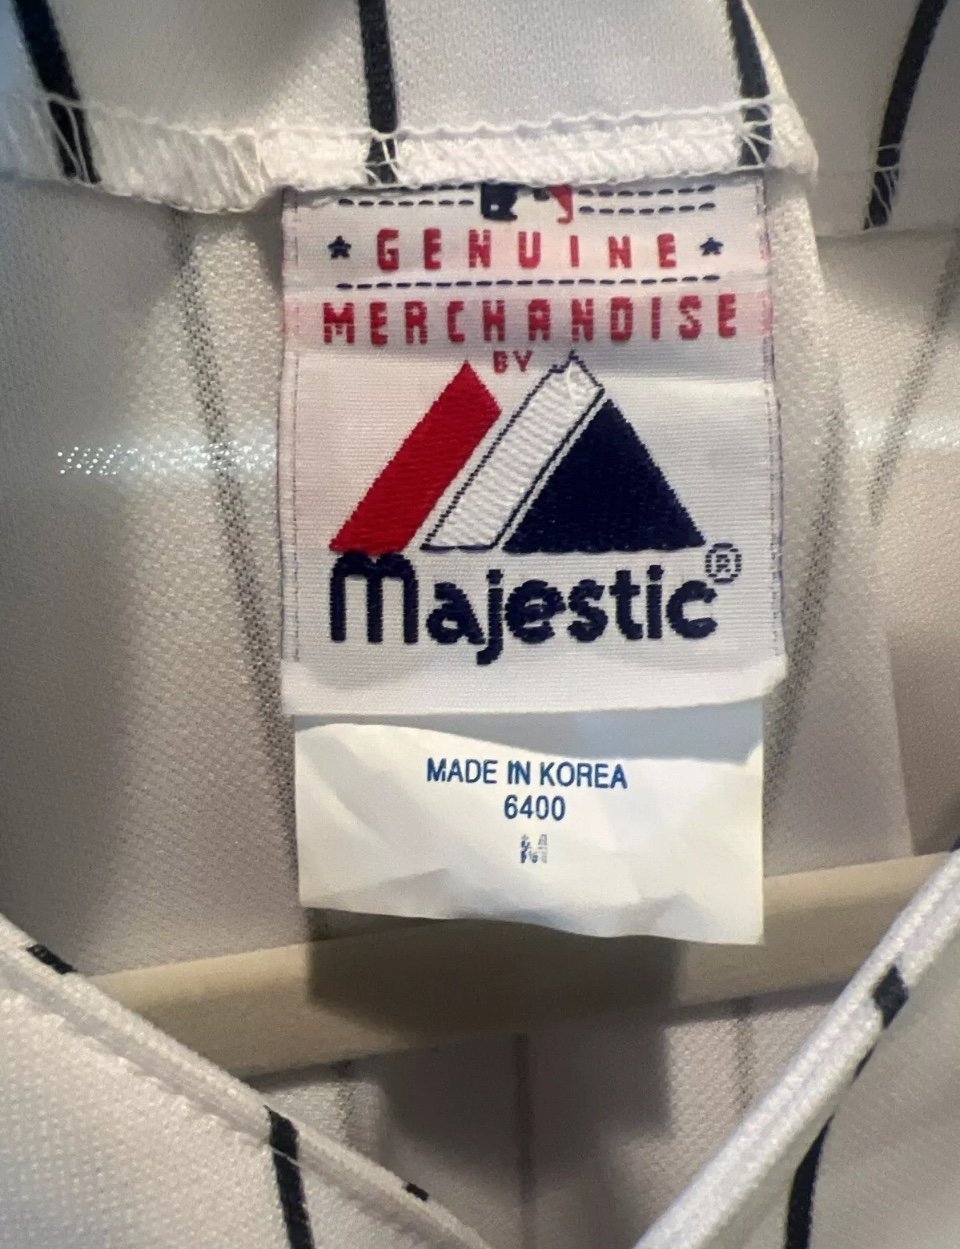 ★ GENUINE ★
MERCHANDISE
BY
Majestic®
MADE IN KOREA
6400
M